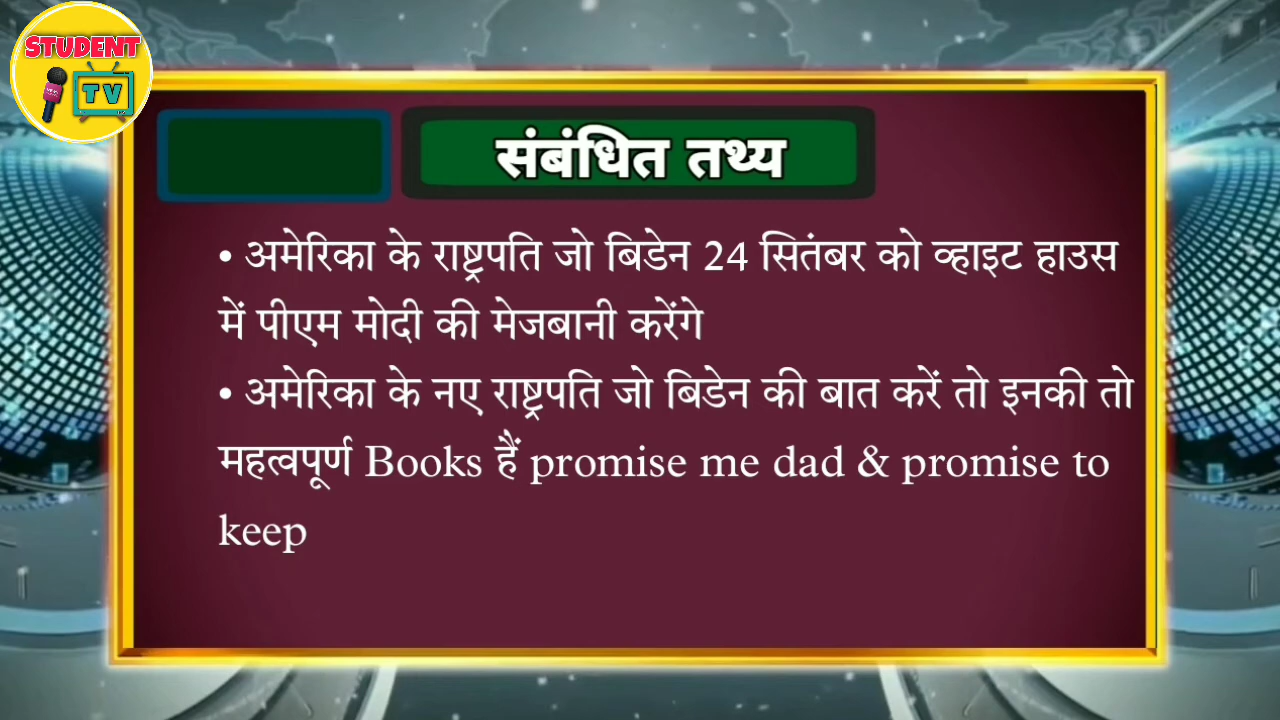 STUDENT
TV
संबंधित तथ्य
• अमेरिका के राष्ट्रपति जो बिडेन 24 सितंबर को व्हाइट हाउस
में पीएम मोदी की मेजबानी करेंगे
• अमेरिका के नए राष्ट्रपति जो बिडेन की बात करें तो इनकी तो
महत्वपूर्ण Books हैं promise me dad & promise to
keep